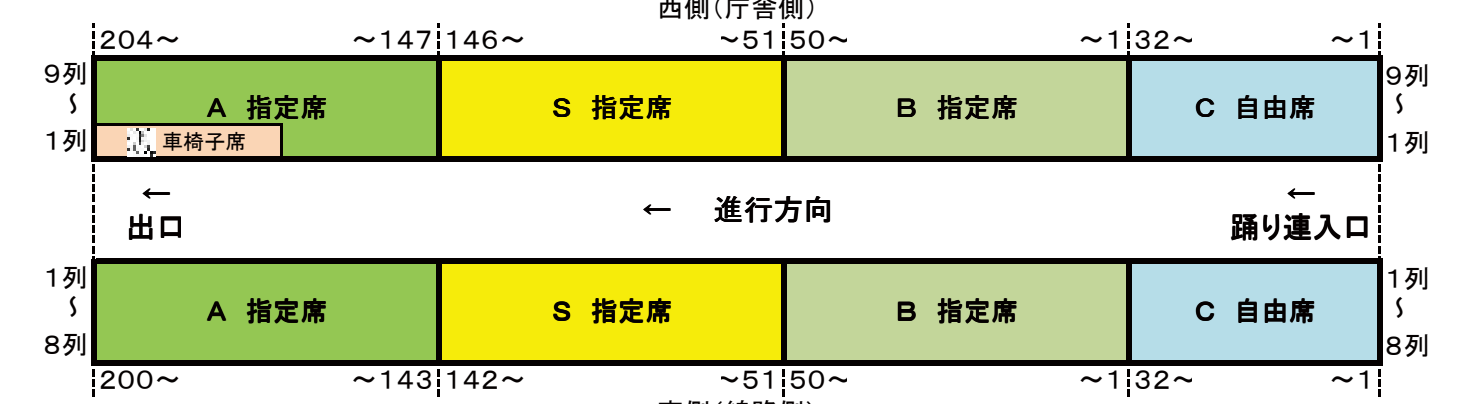 西側(庁舎側)
204～ ～147 146～ ～51 50～ ～1 32～ ～1
9列 9列
～ A 指定席 S 指定席 B 指定席 C 自由席 ～
1列 車椅子席 1列
← ←
← 進行方向
出口 踊り連入口
1列 1列
～ A 指定席 S 指定席 B 指定席 C 自由席 ～
8列 8列
200～ ～143 142～ ～51 50～ ～1 32～ ～1